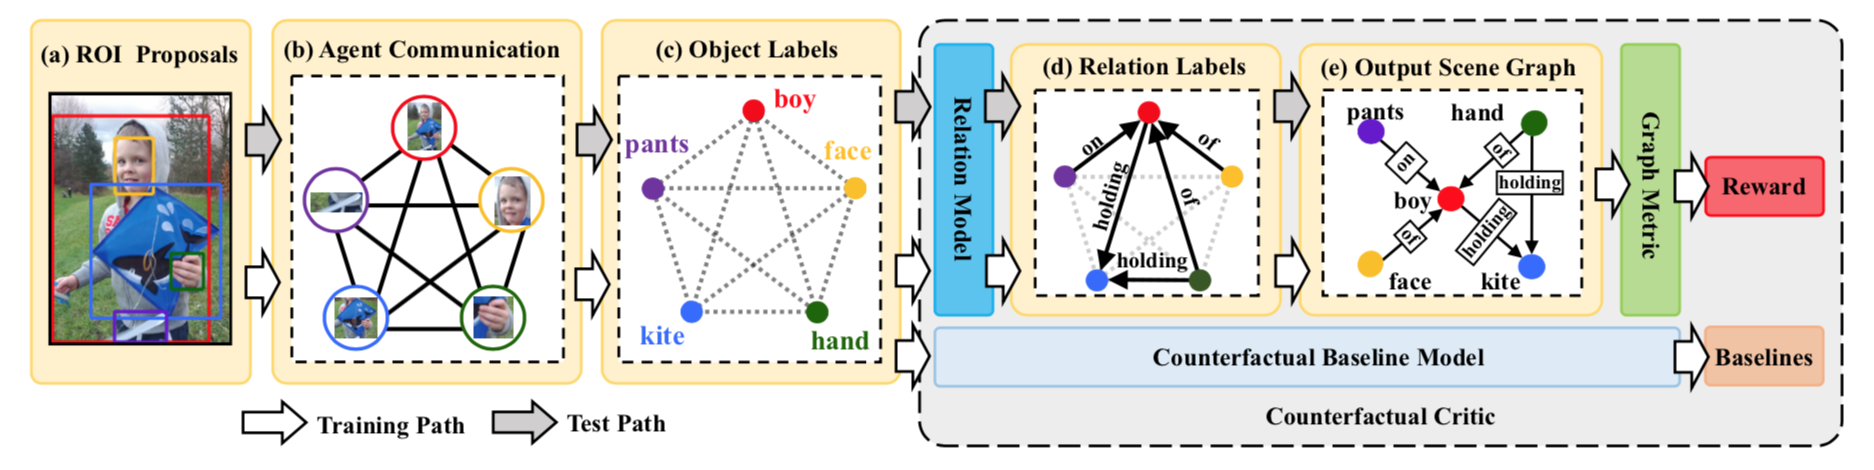 (a) ROI Proposals
(b) Agent Communication
(c) Object Labels
boy
pants
face
kite
hand
Relation Model
(d) Relation Labels
on
of
holding
of
holding
(e) Output Scene Graph
pants
hand
on
of
holding
boy
of
holding
face
kite
Graph Metric
Reward
Counterfactual Baseline Model
Baselines
Counterfactual Critic
Training Path
Test Path